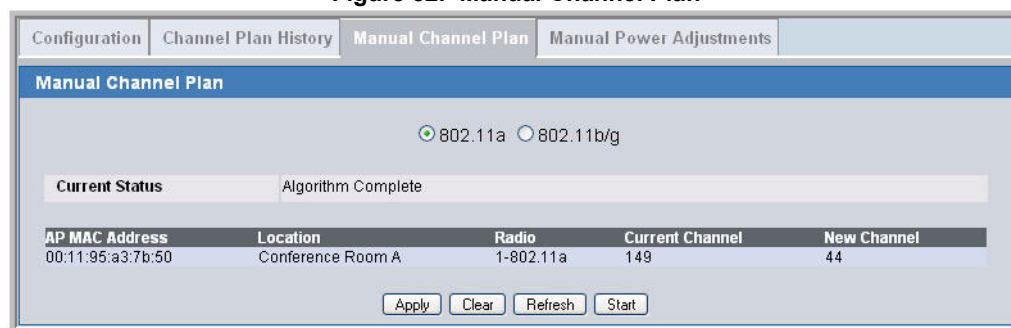 Figure 82: Manual Channel Plan
Configuration Channel Plan History Manual Channel Plan Manual Power Adjustments
Manual Channel Plan
802.11a 802.11b/g
Current Status Algorithm Complete
AP MAC Address Location Radio Current Channel New Channel
00:11:95:a3:7b:50 Conference Room A 1-802.11a 149 44
Apply Clear Refresh Start